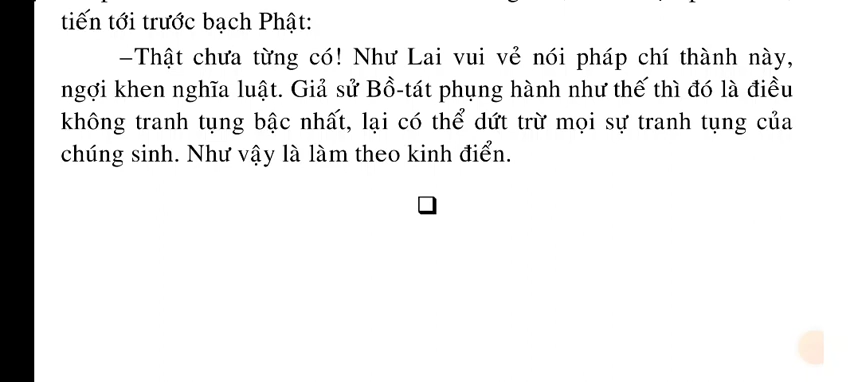 tiến tới trước bạch Phật:
–Thật chưa từng có! Như Lai vui vẻ nói pháp chí thành này,
ngợi khen nghĩa luật. Giả sử Bồ-tát phụng hành như thế thì đó là điều
không tranh tụng bậc nhất, lại có thể dứt trừ mọi sự tranh tụng của
chúng sinh. Như vậy là làm theo kinh điển.